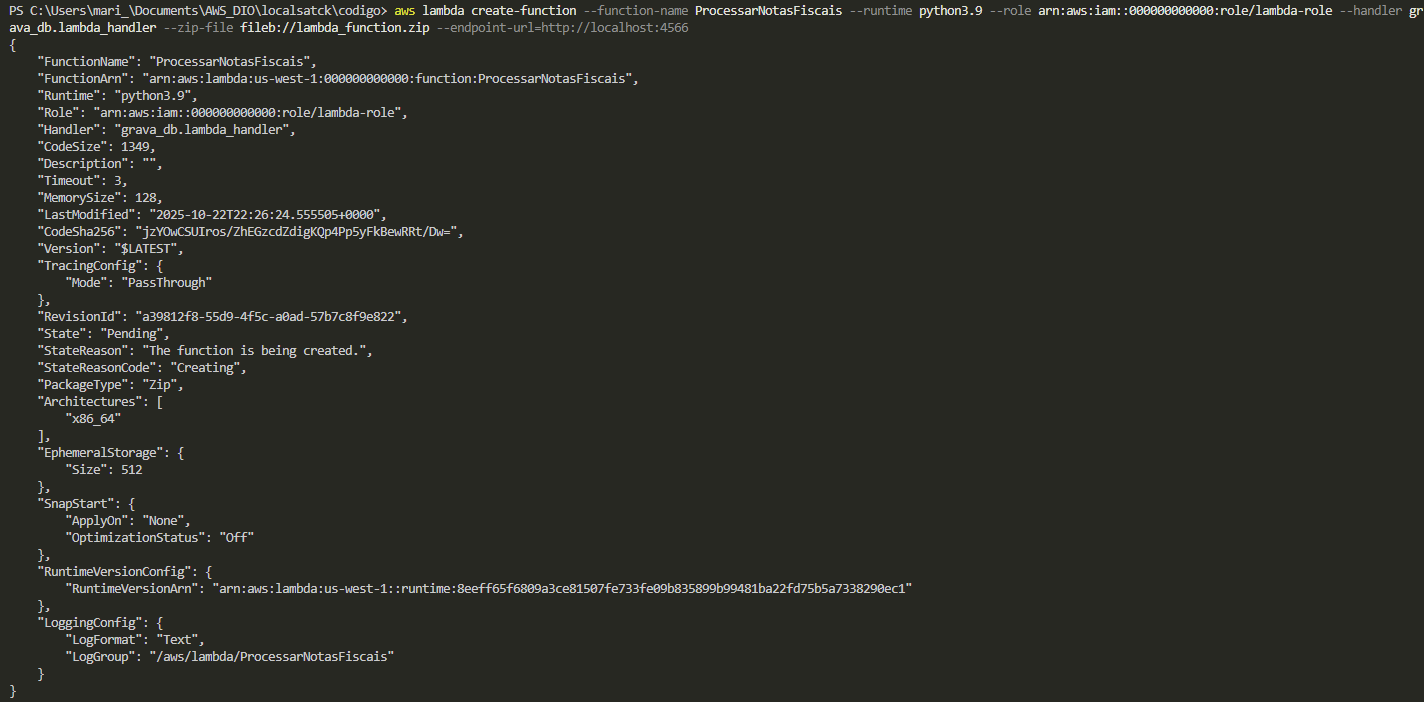 PS C:\Users\mari_\Documents\AWS_DIO\localsatck\codigo> aws lambda create-function --function-name ProcessarNotasFiscais --runtime python3.9 --role arn:aws:iam::000000000000:role/lambda-role --handler gr
ava_db.lambda_handler --zip-file fileb://lambda_function.zip --endpoint-url=http://localhost:4566
{
    "FunctionName": "ProcessarNotasFiscais",
    "FunctionArn": "arn:aws:lambda:us-west-1:000000000000:function:ProcessarNotasFiscais",
    "Runtime": "python3.9",
    "Role": "arn:aws:iam::000000000000:role/lambda-role",
    "Handler": "grava_db.lambda_handler",
    "CodeSize": 1349,
    "Description": "",
    "Timeout": 3,
    "MemorySize": 128,
    "LastModified": "2025-10-22T22:26:24.555505+0000",
    "CodeSha256": "jzYOwCSUIros/ZhEGzcdZdigKQp4Pp5yFkBewRRt/Dw=",
    "Version": "$LATEST",
    "TracingConfig": {
        "Mode": "PassThrough"
    },
    "RevisionId": "a39812f8-55d9-4f5c-a0ad-57b7c8f9e822",
    "State": "Pending",
    "StateReason": "The function is being created.",
    "StateReasonCode": "Creating",
    "PackageType": "Zip",
    "Architectures": [
        "x86_64"
    ],
    "EphemeralStorage": {
        "Size": 512
    },
    "SnapStart": {
        "ApplyOn": "None",
        "OptimizationStatus": "Off"
    },
    "RuntimeVersionConfig": {
        "RuntimeVersionArn": "arn:aws:lambda:us-west-1::runtime:8eeff65f6809a3ce81507fe733fe09b835899b99481ba22fd75b5a7338290ec1"
    },
    "LoggingConfig": {
        "LogFormat": "Text",
        "LogGroup": "/aws/lambda/ProcessarNotasFiscais"
    }
}